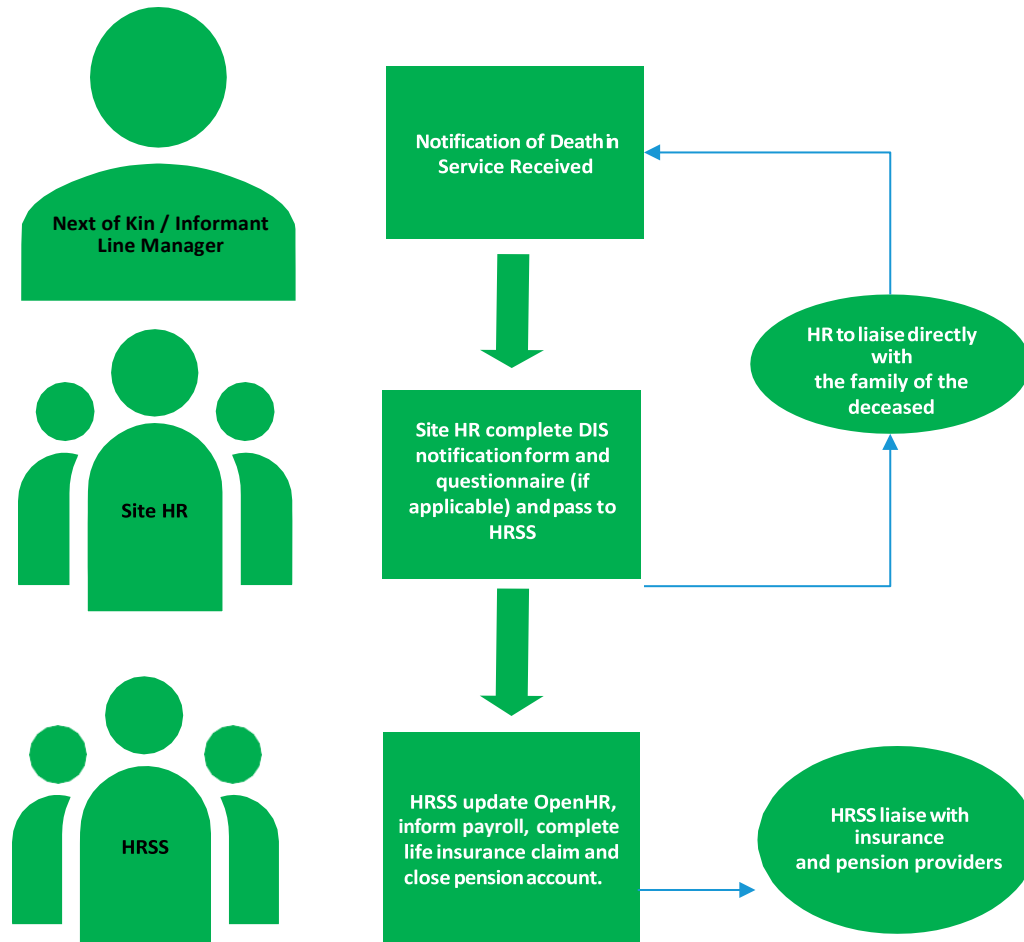 Next of Kin / Informant
Line Manager
Notification of Death in
Service Received
HR to liaise directly
with
the family of the
deceased
Site HR
Site HR complete DIS
notification form and
questionnaire (if
applicable) and pass to
HRSS
HRSS
HRSS update OpenHR,
inform payroll, complete
life insurance claim and
close pension account.
HRSS liaise with
insurance
and pension providers